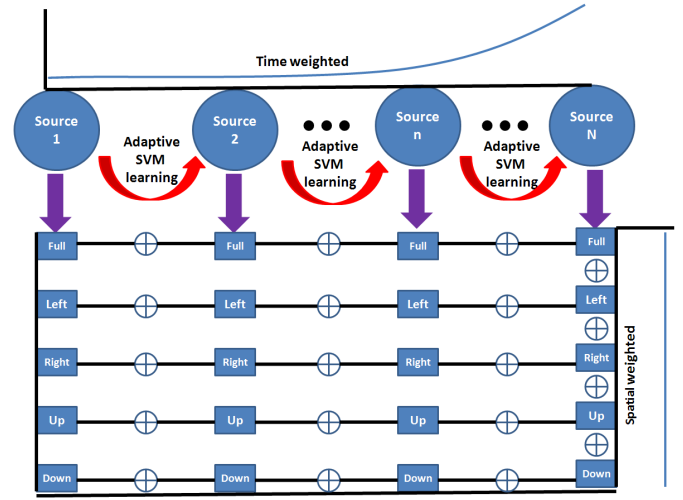 Time weighted
Source
1
Source
2
Source
n
Source
N
Adaptive
SVM
learning
Adaptive
SVM
learning
Adaptive
SVM
learning
Full
Full
Full
Full
Left
Left
Left
Left
Right
Right
Right
Right
Up
Up
Up
Up
Down
Down
Down
Down
Spatial weighted